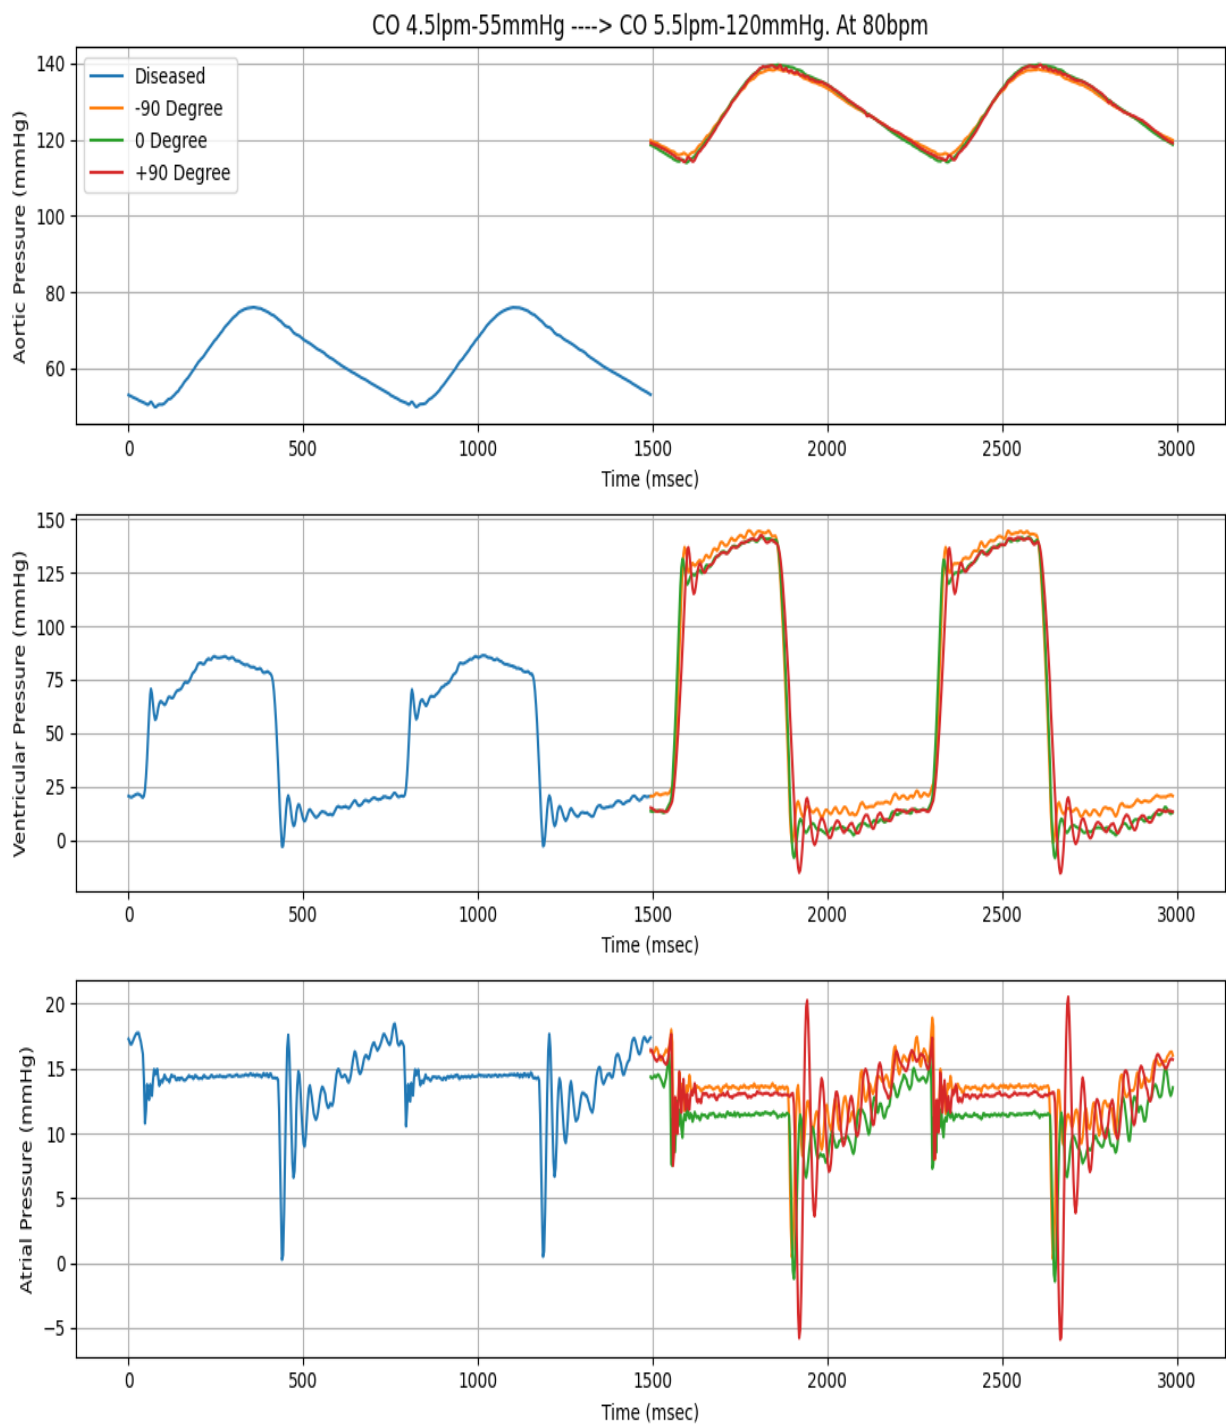 CO 4.5lpm-55mmHg ----> CO 5.5lpm-120mmHg. At 80bpm
Diseased
-90 Degree
0 Degree
+90 Degree
Aortic Pressure (mmHg)
140
120
100
80
60
0 500 1000 1500 2000 2500 3000
Time (msec)
Ventricular Pressure (mmHg)
150
125
100
75
50
25
0
0 500 1000 1500 2000 2500 3000
Time (msec)
Atrial Pressure (mmHg)
20
15
10
5
0
−5
0 500 1000 1500 2000 2500 3000
Time (msec)